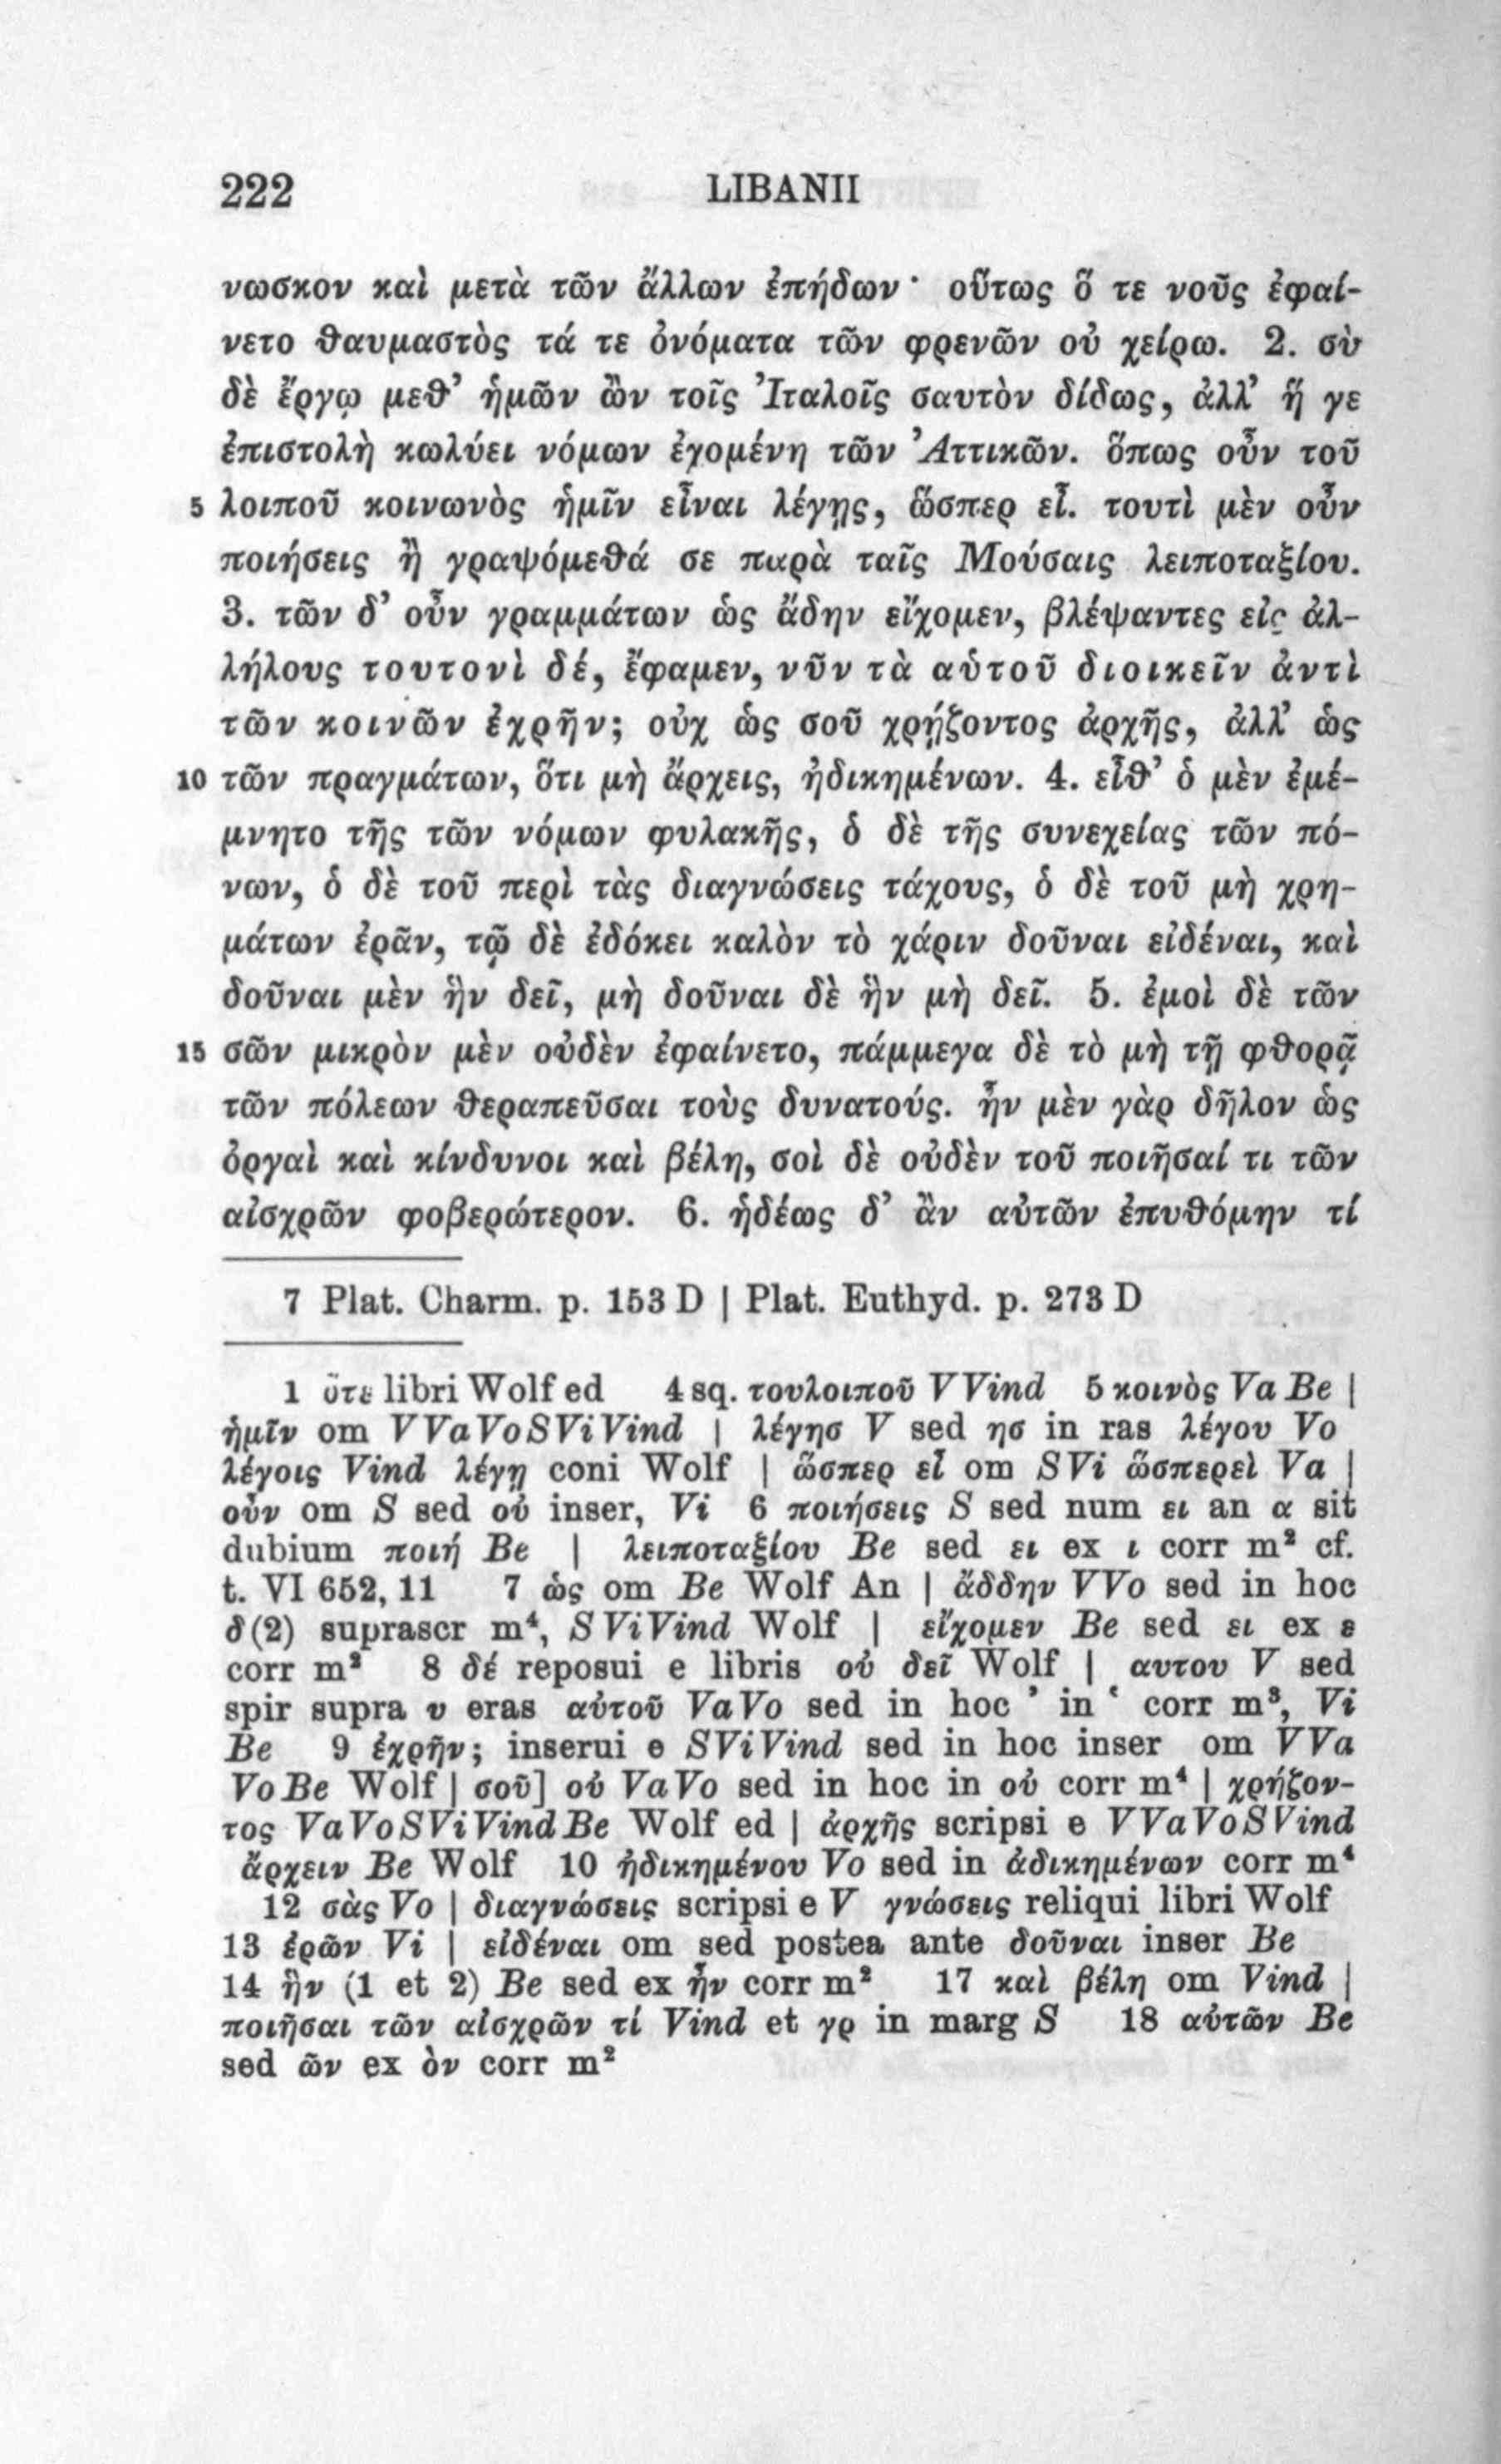 222 LIBANII
νωσκον καὶ μετὰ τῶν ἄλλων ἐπήδων· οὕτως ὅ τε νοῦς ἐφαί-
νετο θαυμαστὸς τά τε ὀνόματα τῶν φρενῶν οὐ χείρω. 2. σὺ
δὲ ἔργῳ μεθ’ ἡμῶν ὢν τοῖς Ἰταλοῖς σαυτὸν δίδως, ἀλλ’ ἥ γε
ἐπιστολὴ κωλύει νόμων ἐχομένη τῶν Ἀττικῶν. ὅπως οὖν τοῦ
5 λοιποῦ κοινωνὸς ἡμῖν εἶναι λέγῃς, ὥσπερ εἶ. τουτὶ μὲν οὖν
ποιήσεις ἢ γραψόμεθά σε παρὰ ταῖς Μούσαις λειποταξίου.
3. τῶν δ’ οὖν γραμμάτων ὡς ἅδην εἴχομεν, βλέψαντες εἰς ἀλ-
λήλους τουτονὶ δέ, ἔφαμεν, νῦν τὰ αὑτοῦ διοικεῖν ἀντὶ
τῶν κοινῶν ἐχρῆν; οὐχ ὡς σοῦ χρῄζοντος ἀρχῆς, ἀλλ’ ὡς
10 τῶν πραγμάτων, ὅτι μὴ ἄρχεις, ἠδικημένων. 4. εἶθ’ ὁ μὲν ἐμέ-
μνητο τῆς τῶν νόμων φυλακῆς, ὁ δὲ τῆς συνεχείας τῶν πό-
νων, ὁ δὲ τοῦ περὶ τὰς διαγνώσεις τάχους, ὁ δὲ τοῦ μὴ χρη-
μάτων ἐρᾶν, τῷ δὲ ἐδόκει καλὸν τὸ χάριν δοῦναι εἰδέναι, καὶ
δοῦναι μὲν ἣν δεῖ, μὴ δοῦναι δὲ ἣν μὴ δεῖ. 5. ἐμοὶ δὲ τῶν
15 σῶν μικρὸν μὲν οὐδὲν ἐφαίνετο, πάμμεγα δὲ τὸ μὴ τῇ φθορᾷ
τῶν πόλεων θεραπεῦσαι τοὺς δυνατούς. ἦν μὲν γὰρ δῆλον ὡς
ὀργαὶ καὶ κίνδυνοι καὶ βέλη, σοὶ δὲ οὐδὲν τοῦ ποιῆσαί τι τῶν
αἰσχρῶν φοβερώτερον. 6. ἡδέως δ’ ἂν αὐτῶν ἐπυθόμην τί
7 Plat. Charm. p. 153 D | Plat. Euthyd. p. 273 D
1 ὅτε libri Wolf ed 4 sq. τουλοιποῦ V Vind 5 κοινὸς Va Be |
ἡμῖν om V Va Vo S Vi Vind | λέγησ V sed ησ in ras λέγου Vo
λέγοις Vind λέγῃ coni Wolf | ὥσπερ εἶ om S Vi ὥσπερεὶ Va |
οὖν om S sed οὐ inser, Vi 6 ποιήσεις S sed num ει an α sit
dubium ποιή Be | λειποταξίου Be sed ει ex ι corr m² cf.
t. VI 652, 11 7 ὡς om Be Wolf An | ἄδδην V Vo sed in hoc
δ (2) suprascr m⁴, S Vi Vind Wolf | εἴχομεν Be sed ει ex ε
corr m² 8 δέ reposui e libris οὐ δεῖ Wolf | αυτου V sed
spir supra υ eras αὐτοῦ Va Vo sed in hoc ’ in ‘ corr m³, Vi
Be 9 ἐχρῆν; inserui e S Vi Vind sed in hoc inser om V Va
Vo Be Wolf | σοῦ] οὐ Va Vo sed in hoc in οὐ corr m⁴ | χρήζον-
τος Va Vo S Vi Vind Be Wolf ed | ἀρχῆς scripsi e V Va Vo S Vind
ἄρχειν Be Wolf 10 ἠδικημένου Vo sed in ἀδικημένων corr m⁴
12 σὰς Vo | διαγνώσεις scripsi e V γνώσεις reliqui libri Wolf
13 ἐρῶν Vi | εἰδέναι om sed postea ante δοῦναι inser Be
14 ἢν (1 et 2) Be sed ex ἦν corr m² 17 καὶ βέλη om Vind |
ποιῆσαι τῶν αἰσχρῶν τί Vind et γρ in marg S 18 αὐτῶν Be
sed ῶν ex ὸν corr m²